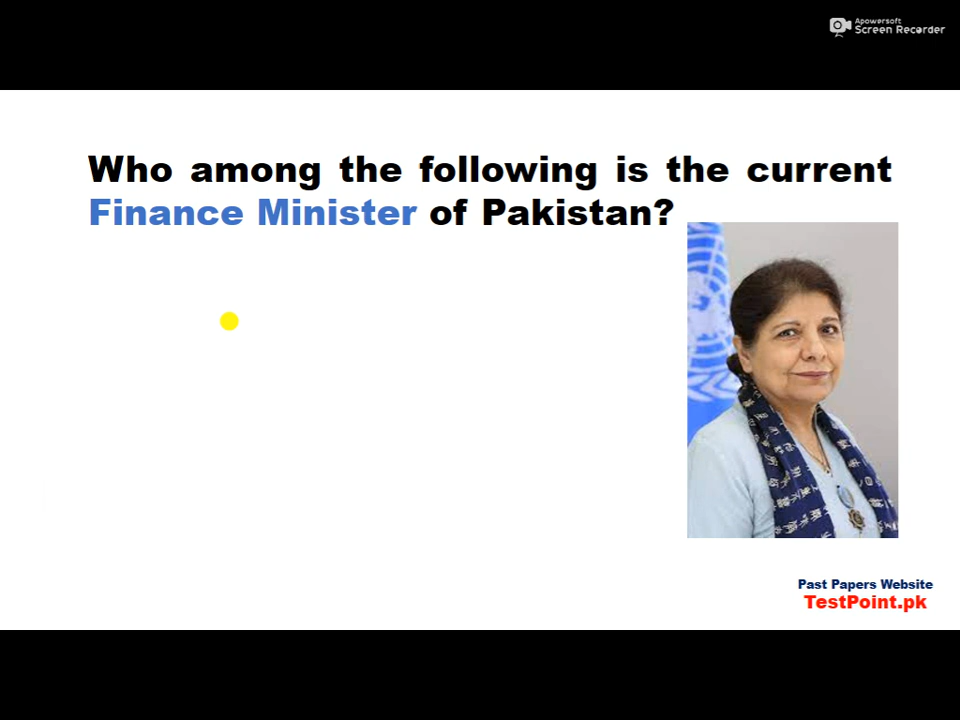 Apowersoft
Screen Recorder
Who among the following is the current
Finance Minister of Pakistan?
Past Papers Website
TestPoint.pk